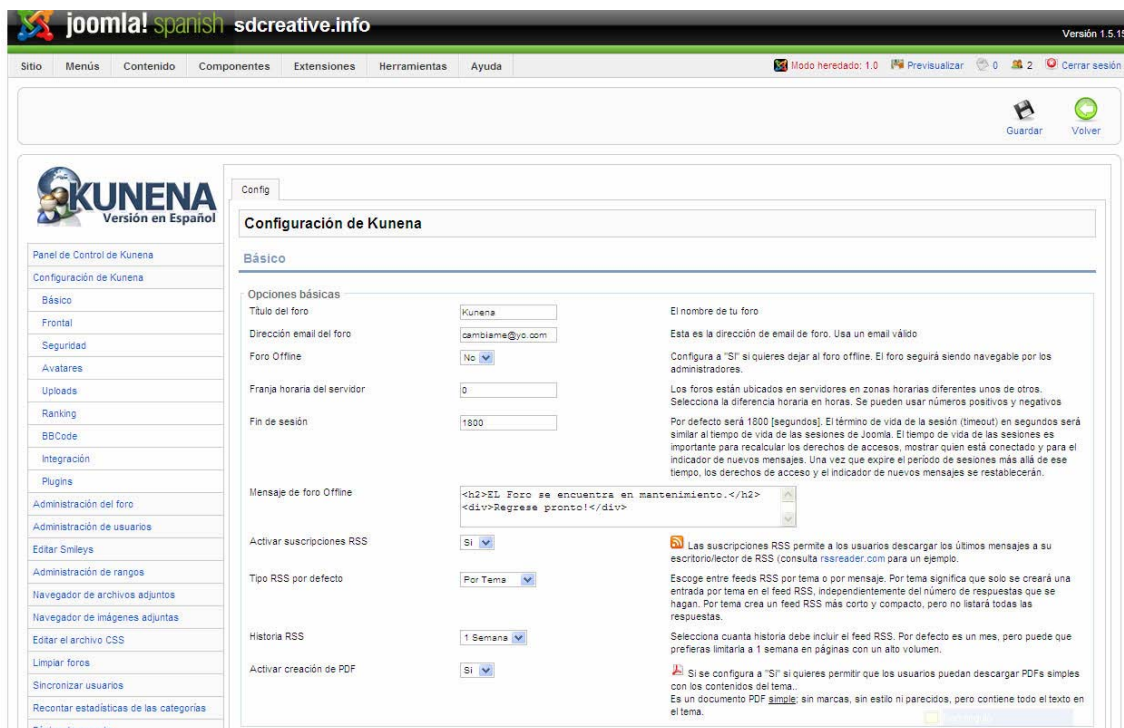 joomla! spanish sdcreative.info
Versión 1.5.15
Sitio Menús Contenido Componentes Extensiones Herramientas Ayuda
Modo heredado: 1.0 Previsualizar 0 2 Cerrar sesión
Guardar Volver
KUNENA
Versión en Español
Panel de Control de Kunena
Configuración de Kunena
Básico
Frontal
Seguridad
Avatares
Uploads
Ranking
BBCode
Integración
Plugins
Administración del foro
Administración de usuarios
Editar Smileys
Administración de rangos
Navegador de archivos adjuntos
Navegador de imágenes adjuntas
Editar el archivo CSS
Limpiar foros
Sincronizar usuarios
Recontar estadísticas de las categorías
Config
Configuración de Kunena
Básico
Opciones básicas
Título del foro
Kunena
El nombre de tu foro
Dirección email del foro
cambiame@yo.com
Esta es la dirección de email de foro. Usa un email válido
Foro Offline
No
Configura a "SI" si quieres dejar al foro offline. El foro seguirá siendo navegable por los
administradores.
Franja horaria del servidor
0
Los foros están ubicados en servidores en zonas horarias diferentes unos de otros.
Selecciona la diferencia horaria en horas. Se pueden usar números positivos y negativos
Fin de sesión
1800
Por defecto será 1800 [segundos]. El término de vida de la sesión (timeout) en segundos será
similar al tiempo de vida de las sesiones de Joomla. El tiempo de vida de las sesiones es
importante para recalcular los derechos de accesos, mostrar quien está conectado y para el
indicador de nuevos mensajes. Una vez que expire el período de sesiones más allá de ese
tiempo, los derechos de acceso y el indicador de nuevos mensajes se restablecerán.
Mensaje de foro Offline
<h2>EL Foro se encuentra en mantenimiento.</h2>
<div>Regrese pronto!</div>
Activar suscripciones RSS
Si
Las suscripciones RSS permite a los usuarios descargar los últimos mensajes a su
escritorio/lector de RSS (consulta rssreader.com para un ejemplo.
Tipo RSS por defecto
Por Tema
Escoge entre feeds RSS por tema o por mensaje. Por tema significa que solo se creará una
entrada por tema en el feed RSS, independientemente del número de respuestas que se
hagan. Por tema crea un feed RSS más corto y compacto, pero no listará todas las
respuestas.
Historia RSS
1 Semana
Selecciona cuanta historia debe incluir el feed RSS. Por defecto es un mes, pero puede que
prefieras limitarla a 1 semana en páginas con un alto volumen.
Activar creación de PDF
Si
Si se configura a "SI" si quieres permitir que los usuarios puedan descargar PDFs simples
con los contenidos del tema..
Es un documento PDF simple; sin marcas, sin estilo ni parecidos, pero contiene todo el texto en
el tema.